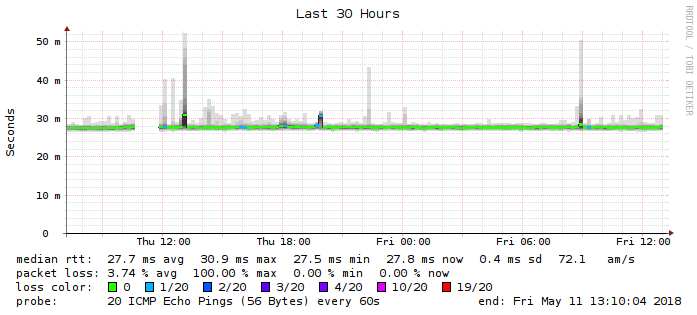 Last 30 Hours
RRDTOOL / TOBI OETIKER
Seconds
50 m
40 m
30 m
20 m
10 m
0
Thu 12:00 Thu 18:00 Fri 00:00 Fri 06:00 Fri 12:00
median rtt: 27.7 ms avg 30.9 ms max 27.5 ms min 27.8 ms now 0.4 ms sd 72.1 am/s
packet loss: 3.74 % avg 100.00 % max 0.00 % min 0.00 % now
loss color: 0 1/20 2/20 3/20 4/20 10/20 19/20
probe: 20 ICMP Echo Pings (56 Bytes) every 60s end: Fri May 11 13:10:04 2018